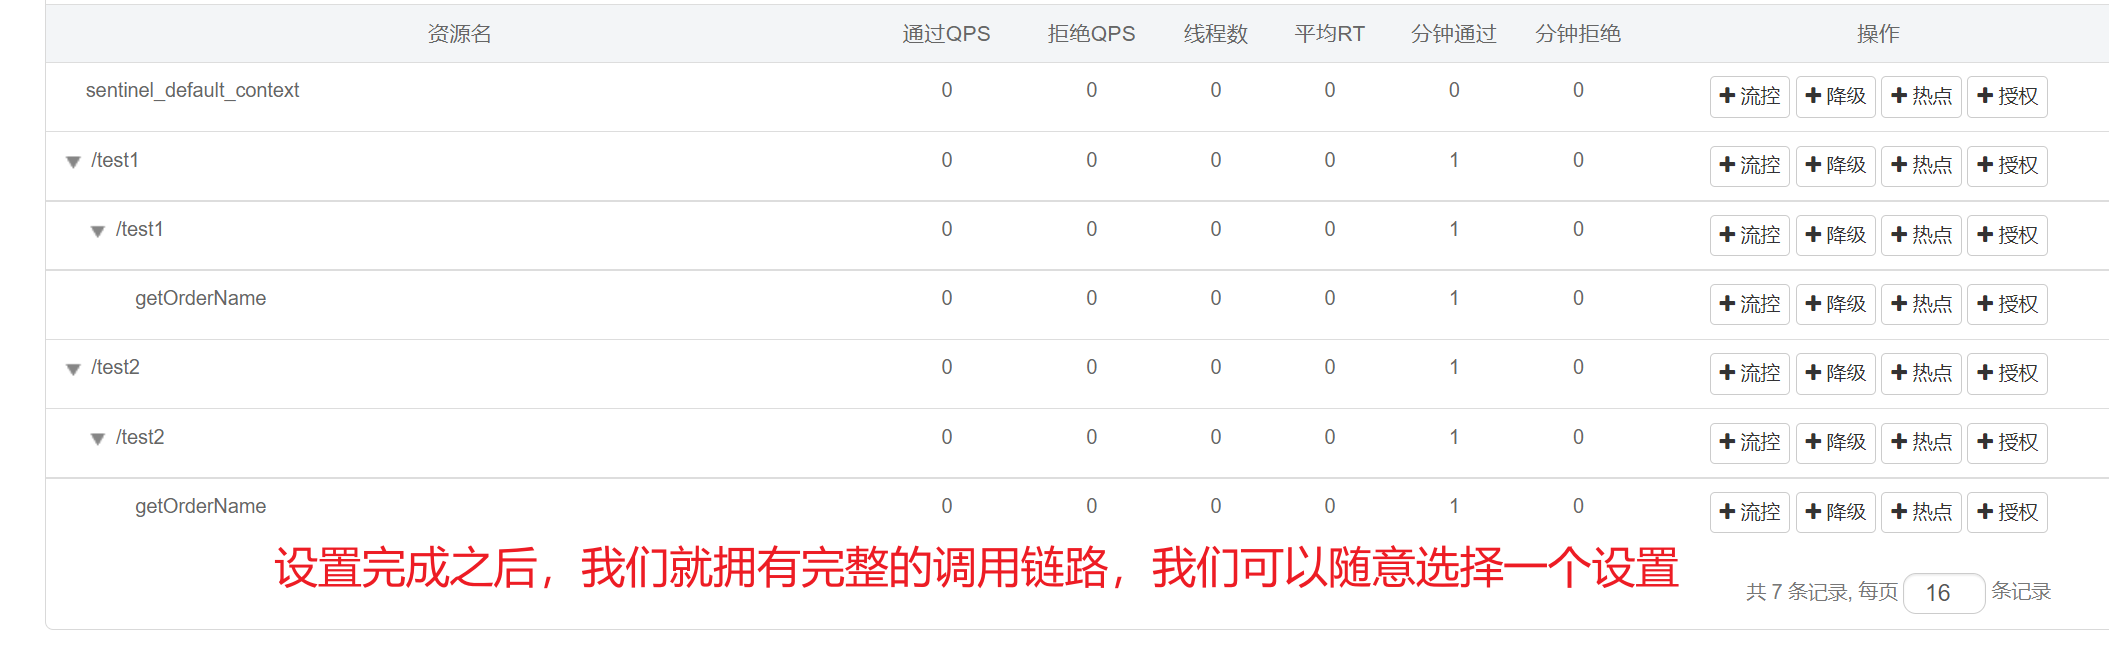 资源名 通过QPS 拒绝QPS 线程数 平均RT 分钟通过 分钟拒绝 操作
sentinel_default_context 0 0 0 0 0 0 流控 降级 热点 授权
/test1 0 0 0 0 1 0 流控 降级 热点 授权
/test1 0 0 0 0 1 0 流控 降级 热点 授权
getOrderName 0 0 0 0 1 0 流控 降级 热点 授权
/test2 0 0 0 0 1 0 流控 降级 热点 授权
/test2 0 0 0 0 1 0 流控 降级 热点 授权
getOrderName 0 0 0 0 1 0 流控 降级 热点 授权
设置完成之后，我们就拥有完整的调用链路，我们可以随意选择一个设置
共 7 条记录, 每页 16 条记录